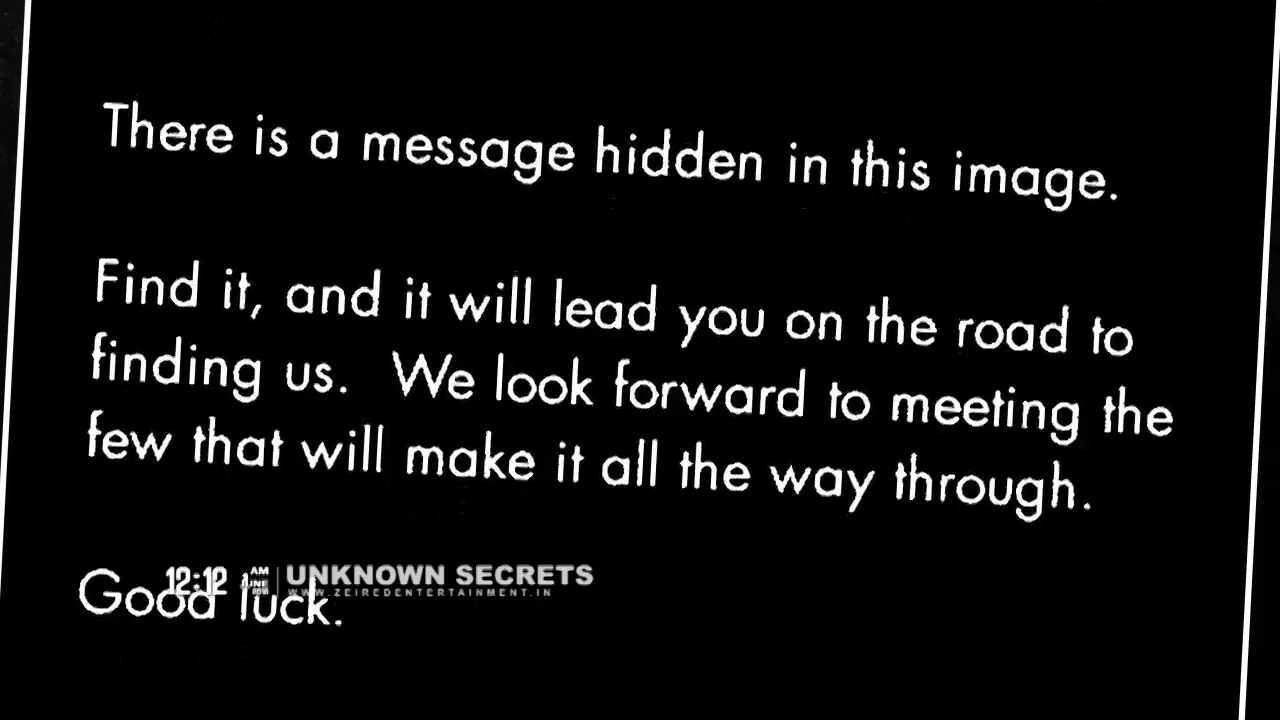 There is a message hidden in this image.
Find it, and it will lead you on the road to
finding us. We look forward to meeting the
few that will make it all the way through.
Good luck.
12:12 AM
UNKNOWN SECRETS
WWW.ZEIREDENTERTAINMENT.IN